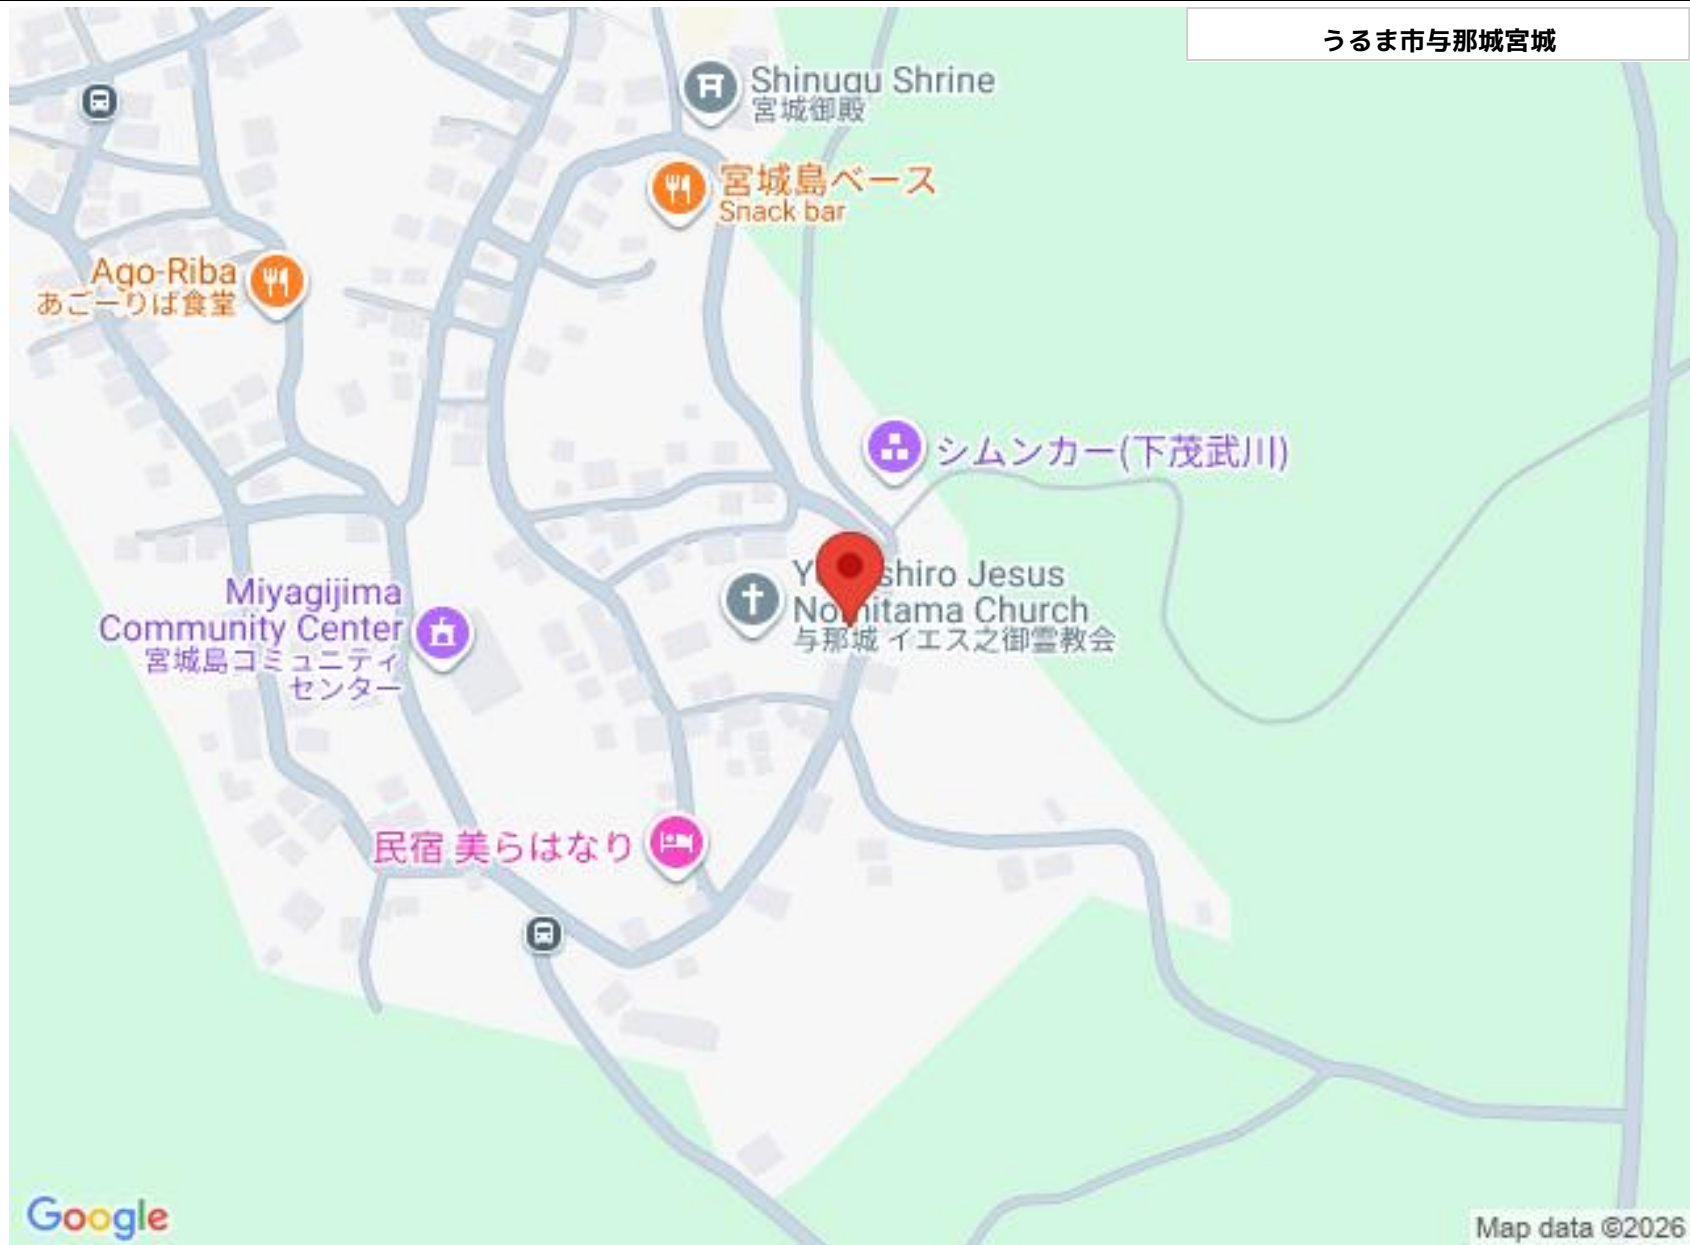 うるま市与那城宮城
Shinugu Shrine
宮城御殿
宮城島ベース
Snack bar
Ago-Riba
あごーりば食堂
シムンカー(下茂武川)
Jesus
Church
与那城 イエス之御霊教会
Miyagijima
Community Center
宮城島コミュニティ
センター
民宿 美らはなり
Google
Map data ©2026